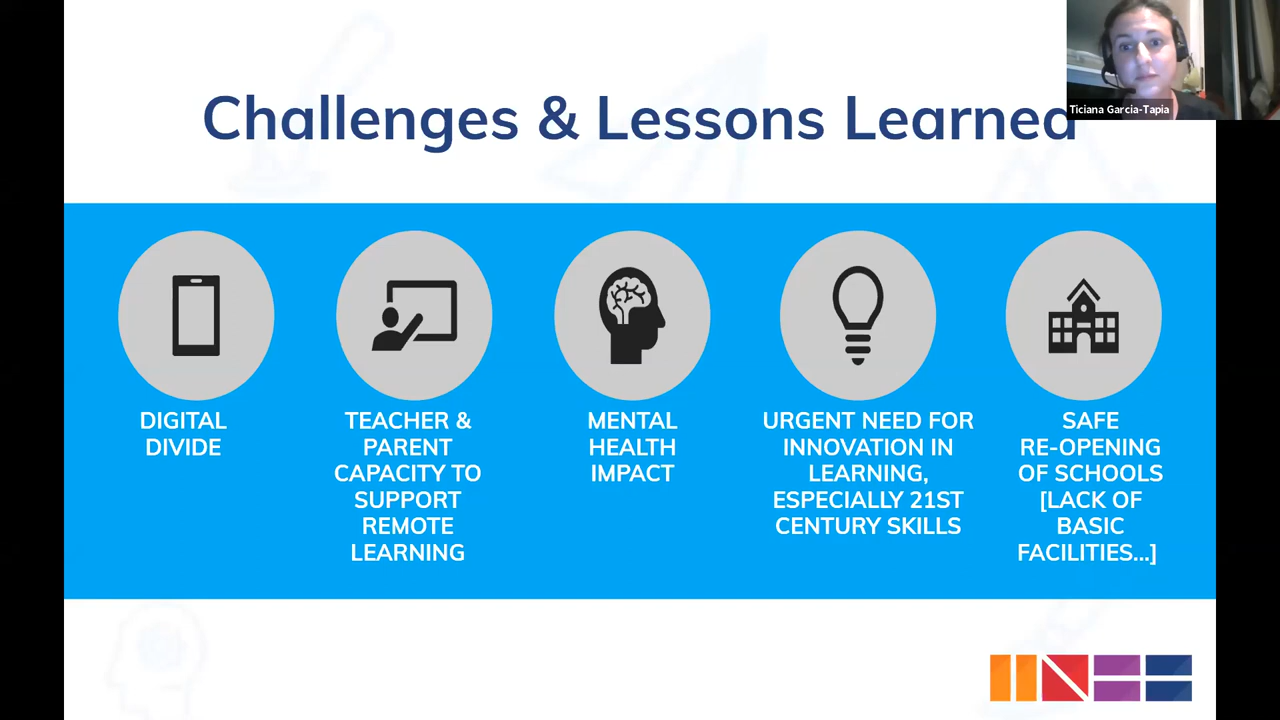 Challenges & Lessons Learned
Ticiana Garcia-Tapia
DIGITAL
DIVIDE
TEACHER &
PARENT
CAPACITY TO
SUPPORT
REMOTE
LEARNING
MENTAL
HEALTH
IMPACT
URGENT NEED FOR
INNOVATION IN
LEARNING,
ESPECIALLY 21ST
CENTURY SKILLS
SAFE
RE-OPENING
OF SCHOOLS
[LACK OF
BASIC
FACILITIES...]
INEE